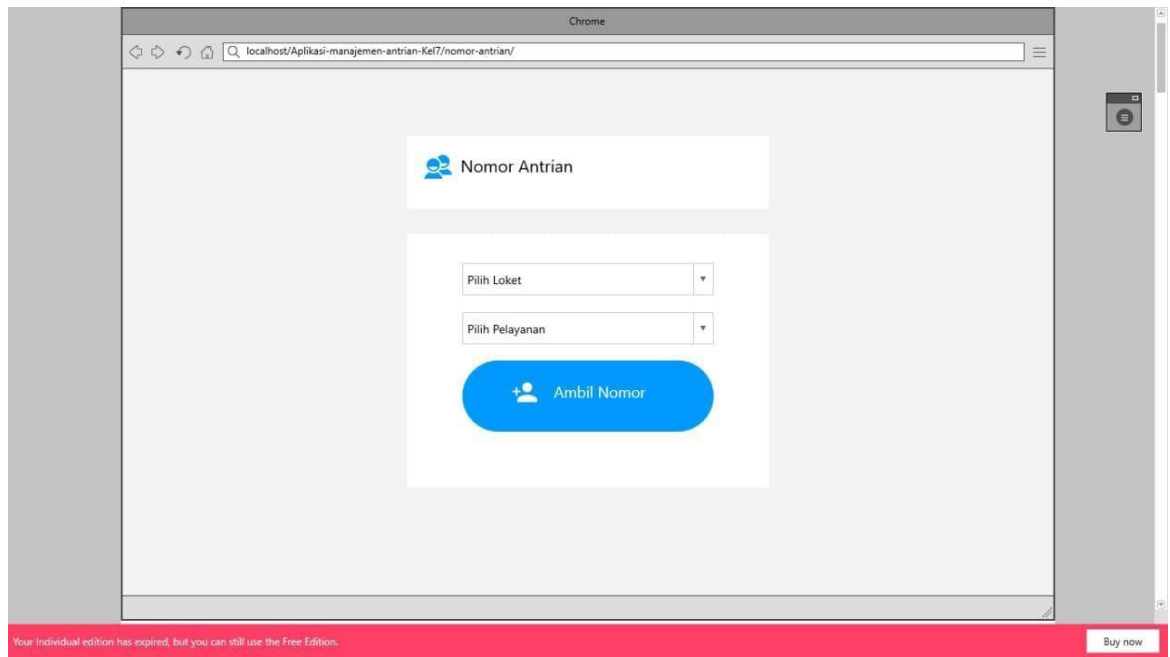 Chrome
localhost/Aplikasi-manajemen-antrian-Kel7/nomor-antrian/
Nomor Antrian
Pilih Loket
Pilih Pelayanan
Ambil Nomor
Your Individual edition has expired, but you can still use the Free Edition.
Buy now